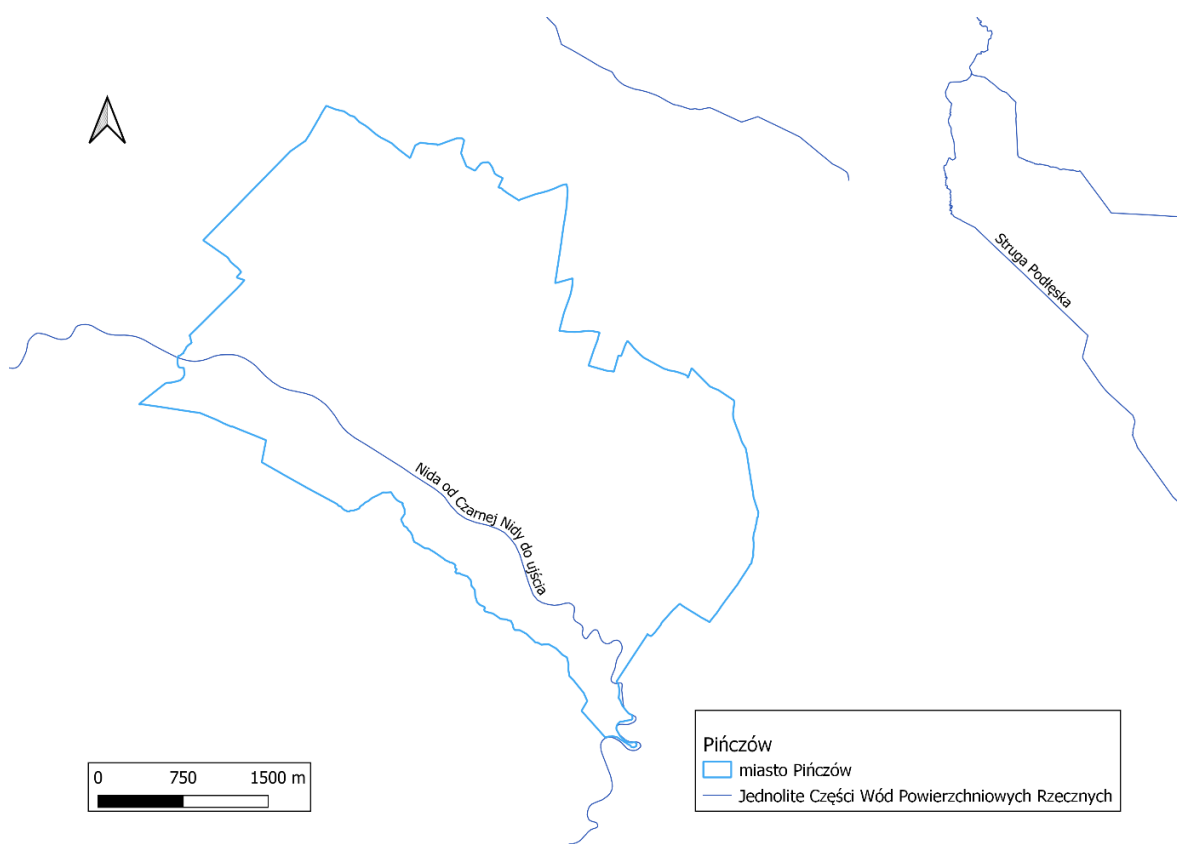 Struga Podłęska
Nida od Czarnej Nidy do ujścia
0 750 1500 m
Pińczów
miasto Pińczów
Jednolite Części Wód Powierzchniowych Rzecznych